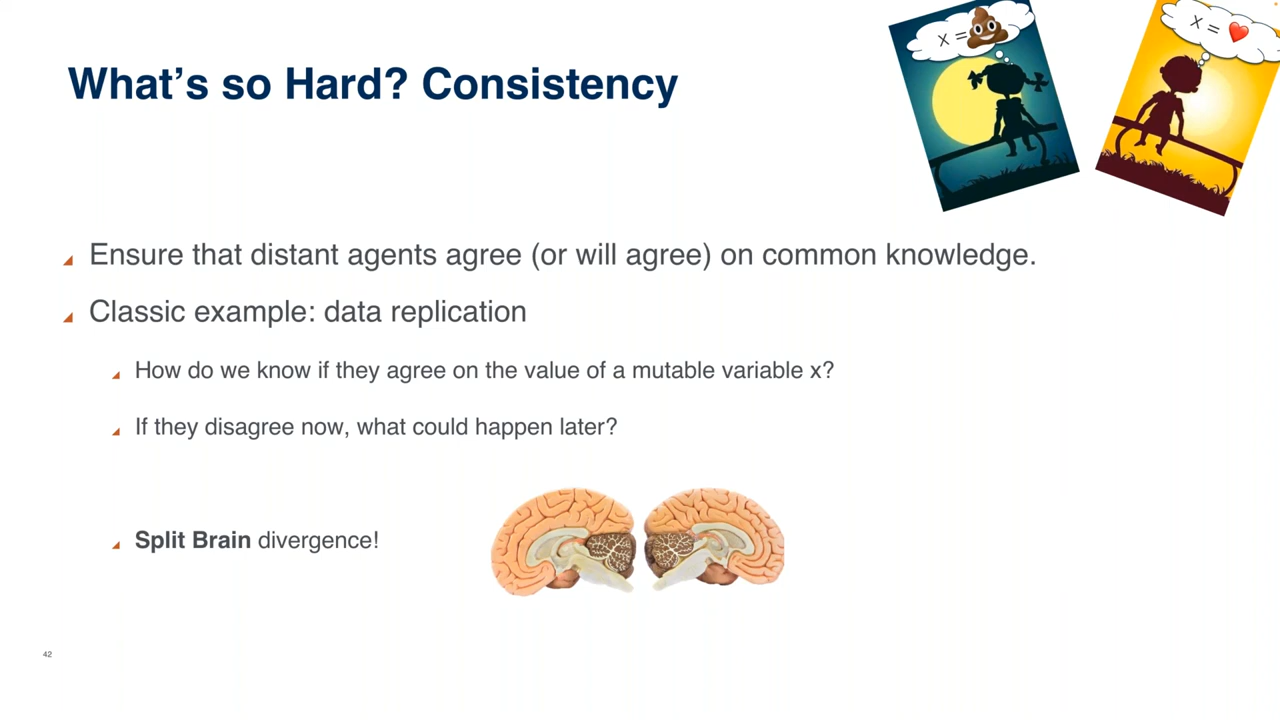 x =
x =
What's so Hard? Consistency
Ensure that distant agents agree (or will agree) on common knowledge.
Classic example: data replication
How do we know if they agree on the value of a mutable variable x?
If they disagree now, what could happen later?
Split Brain divergence!
42